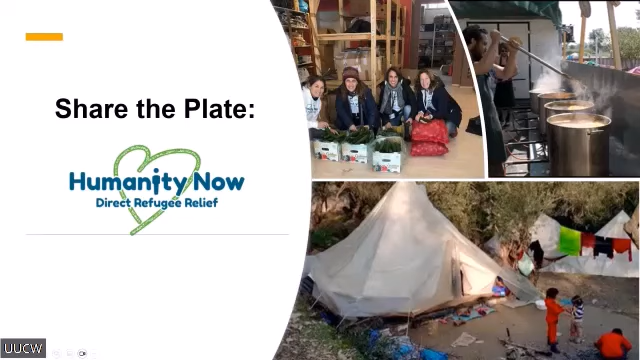 Share the Plate:
Humanity Now
Direct Refugee Relief
UUCW